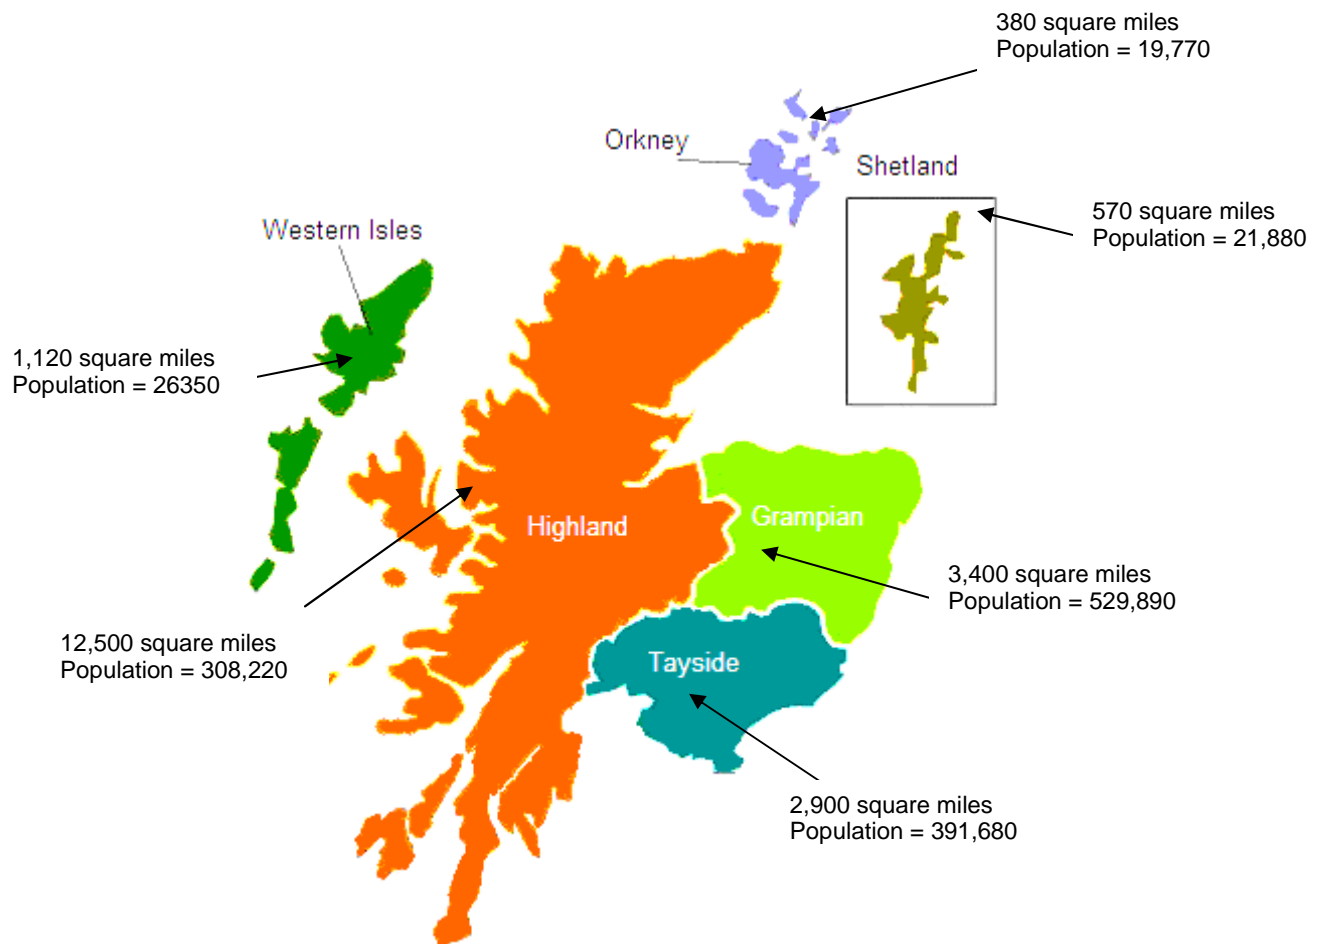 380 square miles
Population = 19,770
Orkney
Shetland
570 square miles
Population = 21,880
Western Isles
1,120 square miles
Population = 26350
Highland
Grampian
3,400 square miles
Population = 529,890
12,500 square miles
Population = 308,220
Tayside
2,900 square miles
Population = 391,680